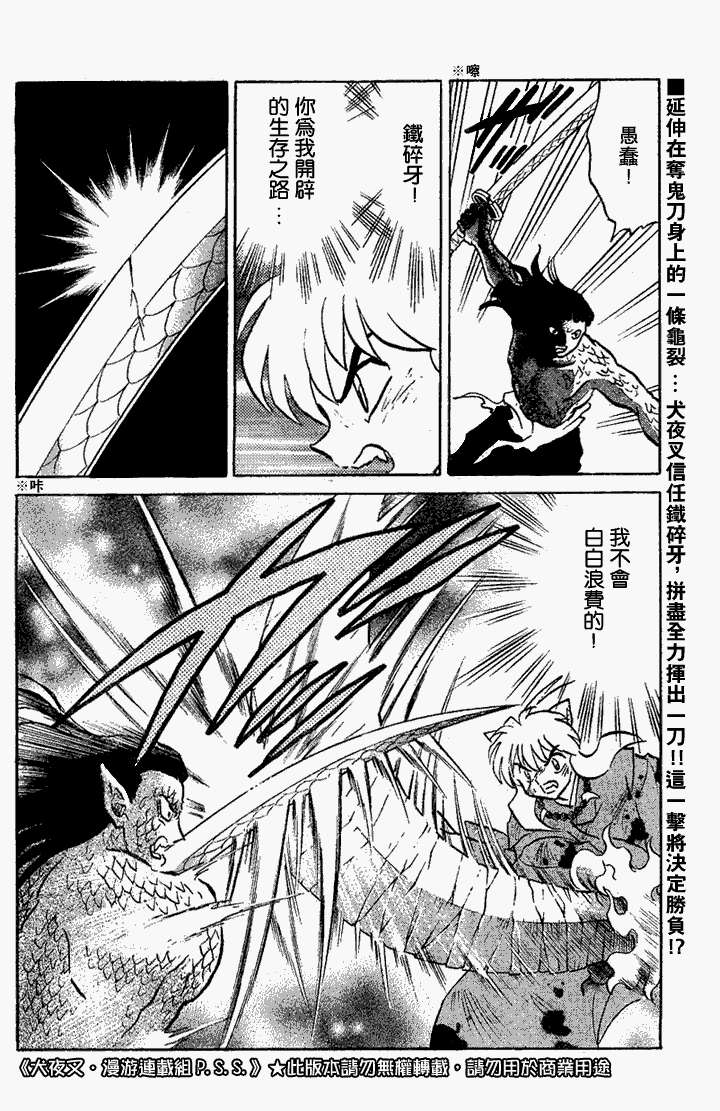 ■延伸在奪鬼刀身上的一條龜裂…犬夜叉信任鐵碎牙，拼盡全力揮出一刀!!這一擊將決定勝負!?
※嚓
愚蠢！
鐵碎牙！
你為我開辟
的生存之路…
※咔
我不會
白白浪費的！
《犬夜叉·漫游連載組P.S.S.》★此版本請勿無權轉載，請勿用於商業用途